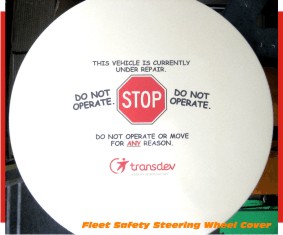 THIS VEHICLE IS CURRENTLY
UNDER REPAIR.
DO NOT
OPERATE.
STOP
DO NOT
OPERATE.
DO NOT OPERATE OR MOVE
FOR ANY REASON.
transdev
Fleet Safety Steering Wheel Cover